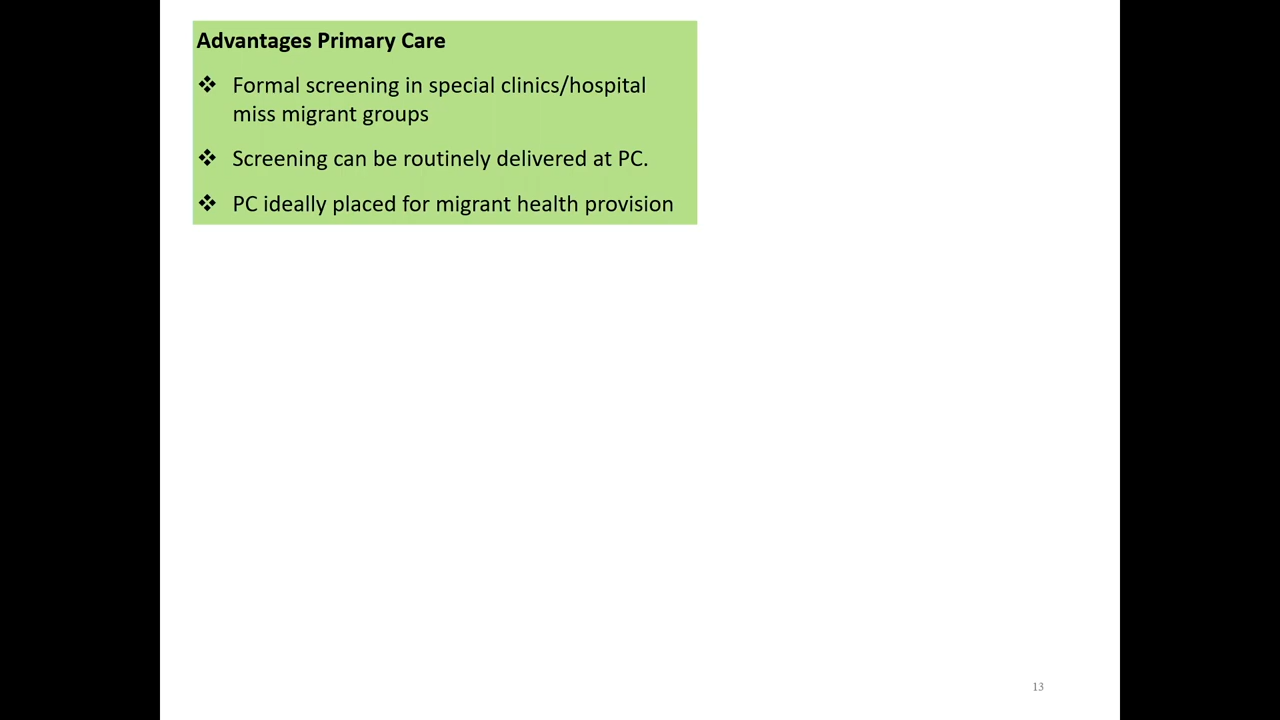 Advantages Primary Care
❖ Formal screening in special clinics/hospital
miss migrant groups
❖ Screening can be routinely delivered at PC.
❖ PC ideally placed for migrant health provision
13